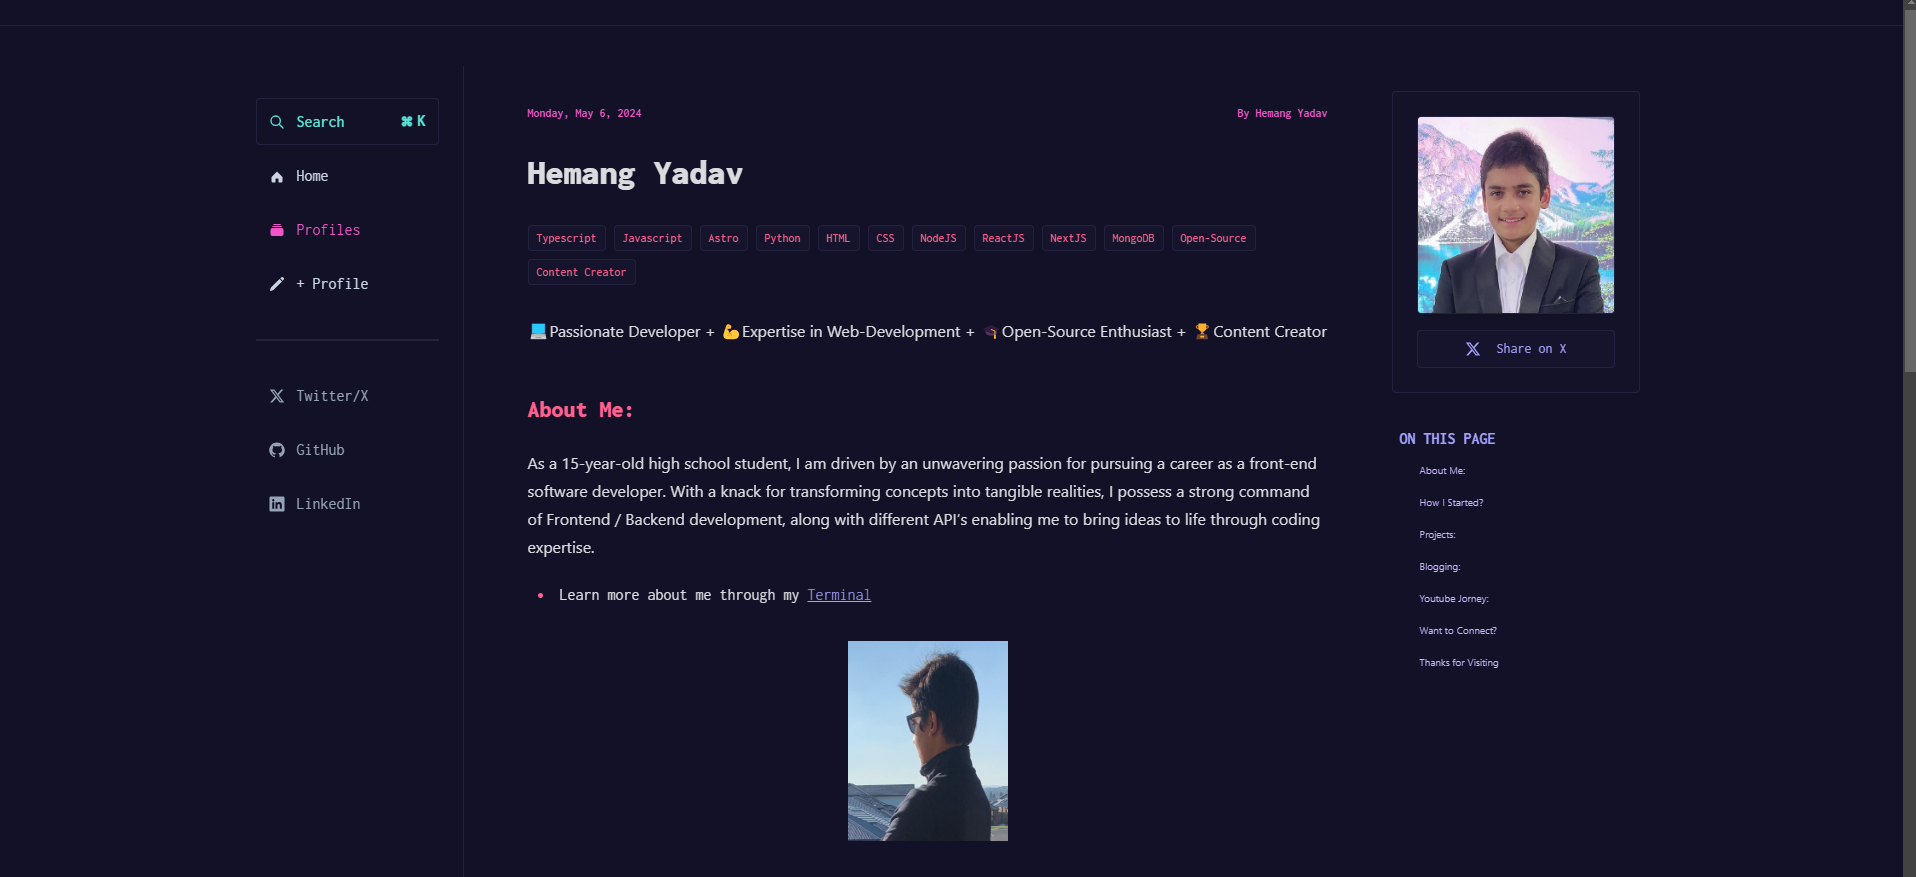 Search ⌘ K
Home
Profiles
+ Profile
Twitter/X
GitHub
LinkedIn
Monday, May 6, 2024
By Hemang Yadav
Hemang Yadav
Typescript Javascript Astro Python HTML CSS NodeJS ReactJS NextJS MongoDB Open-Source
Content Creator
💻Passionate Developer + 💪Expertise in Web-Development + Open-Source Enthusiast + 🏆Content Creator
About Me:
As a 15-year-old high school student, I am driven by an unwavering passion for pursuing a career as a front-end
software developer. With a knack for transforming concepts into tangible realities, I possess a strong command
of Frontend / Backend development, along with different API’s enabling me to bring ideas to life through coding
expertise.
• Learn more about me through my Terminal
Share on X
ON THIS PAGE
About Me:
How I Started?
Projects:
Blogging:
Youtube Jorney:
Want to Connect?
Thanks for Visiting